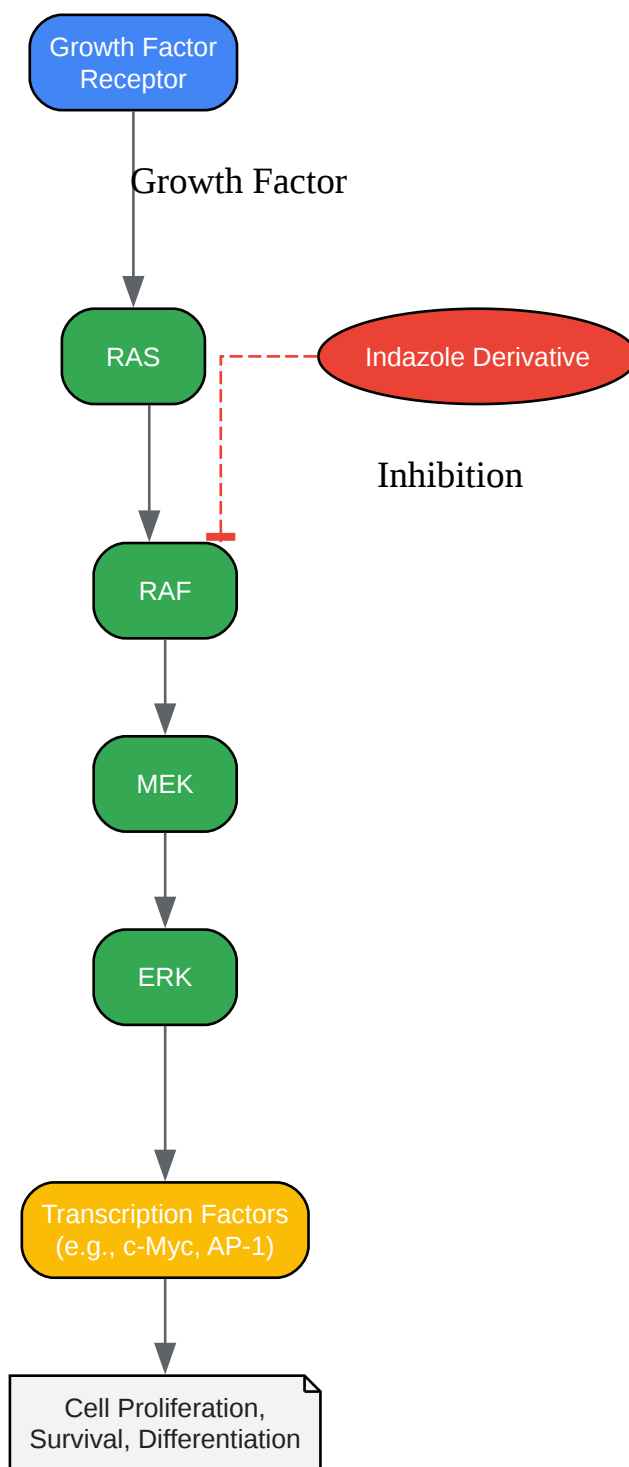 Growth Factor
Receptor
Growth Factor
RAS
Indazole Derivative
Inhibition
RAF
MEK
ERK
Transcription Factors
(e.g., c-Myc, AP-1)
Cell Proliferation,
Survival, Differentiation